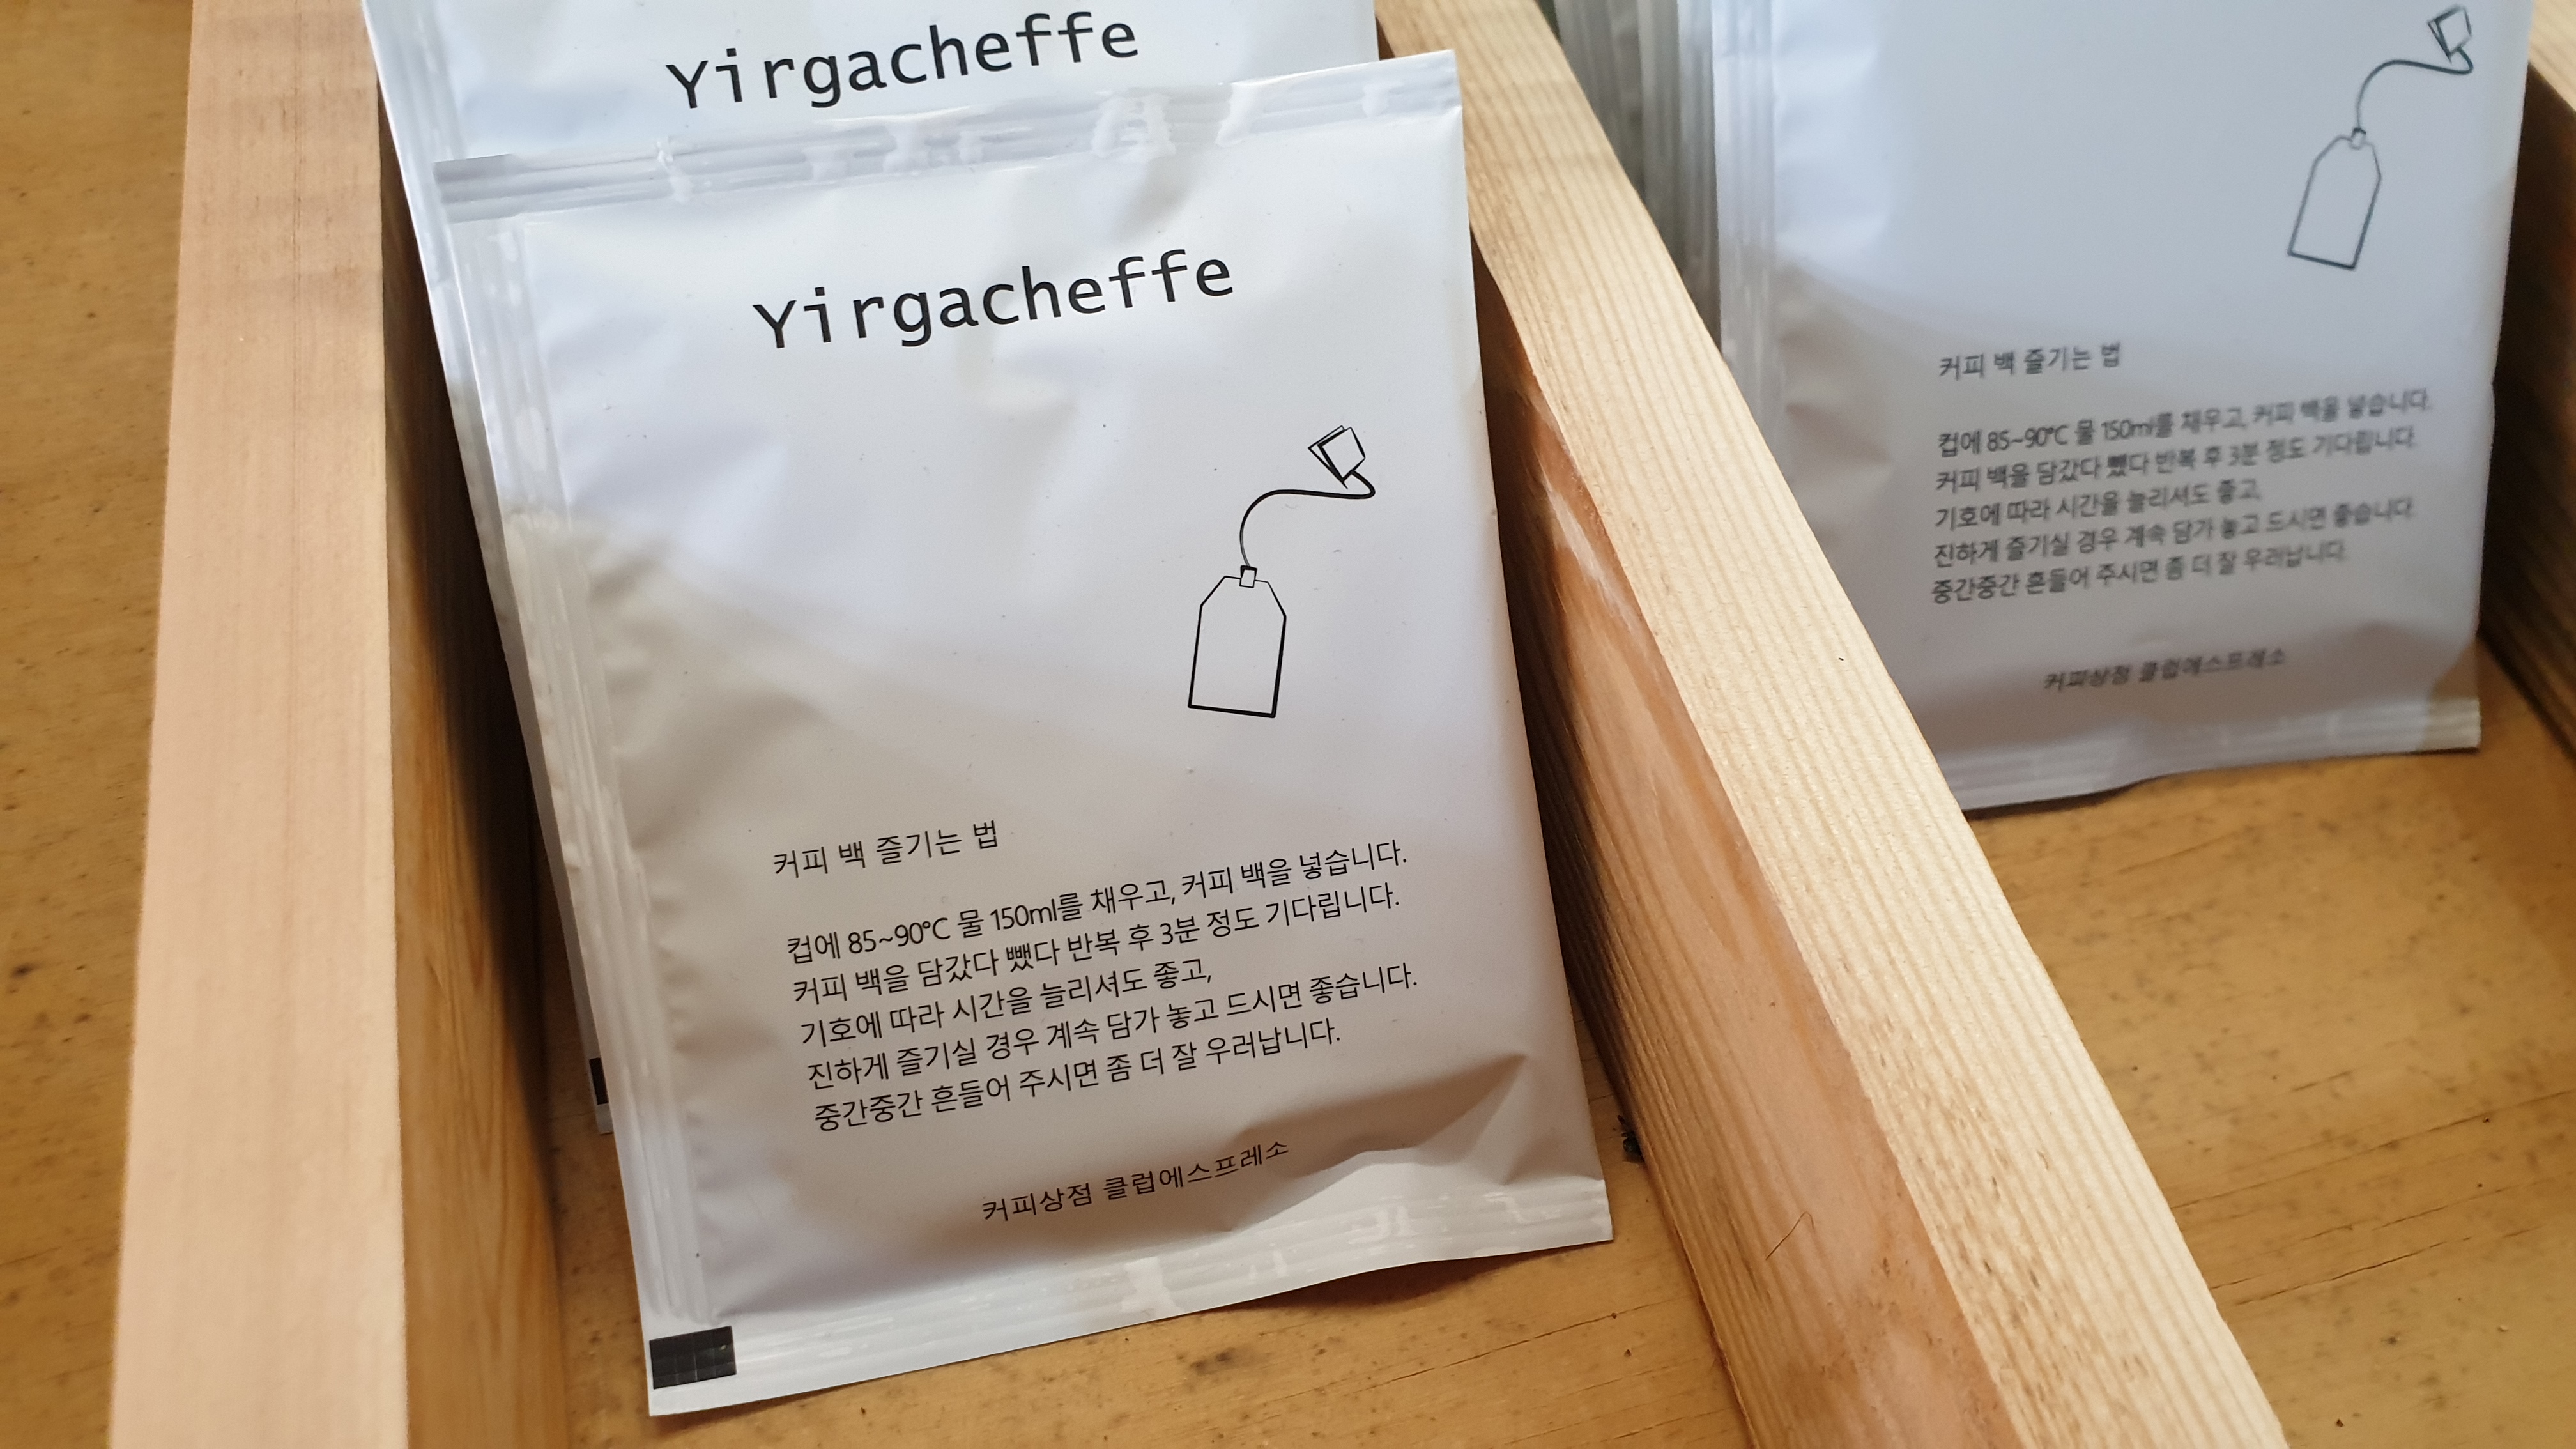 Yirgacheffe
Yirgacheffe
커피 백 즐기는 법
컵에 85~90°C 물 150ml를 채우고, 커피 백을 넣습니다.
커피 백을 담갔다 뺐다 반복 후 3분 정도 기다립니다.
기호에 따라 시간을 늘리셔도 좋고,
진하게 즐기실 경우 계속 담가 놓고 드시면 좋습니다.
중간중간 흔들어 주시면 좀 더 잘 우러납니다.
커피상점 클럽에스프레소
커피 백 즐기는 법
컵에 85~90°C 물 150ml를 채우고, 커피 백을 넣습니다.
커피 백을 담갔다 뺐다 반복 후 3분 정도 기다립니다.
기호에 따라 시간을 늘리셔도 좋고,
진하게 즐기실 경우 계속 담가 놓고 드시면 좋습니다.
중간중간 흔들어 주시면 좀 더 잘 우러납니다.
커피상점 클럽에스프레소